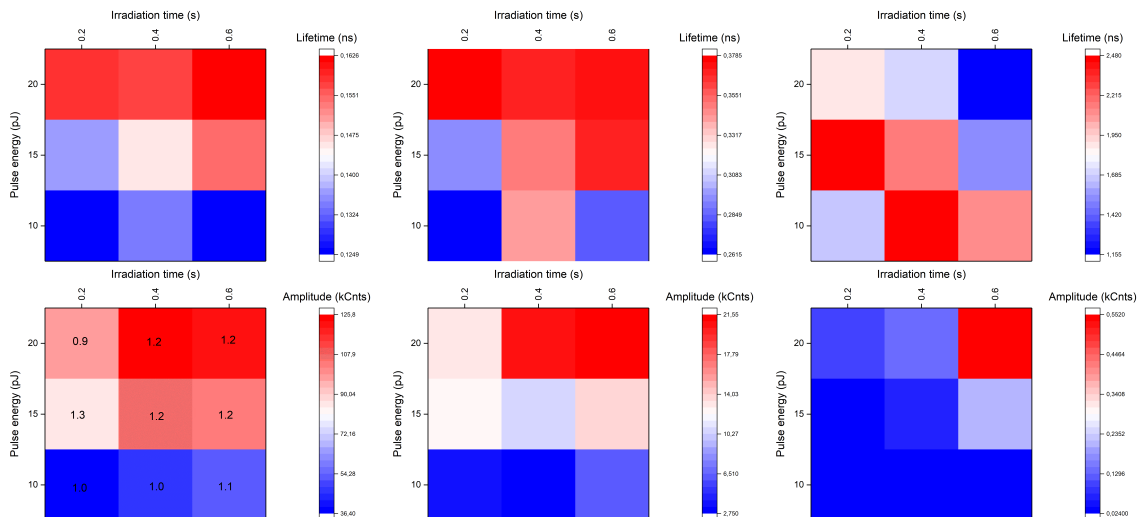 Irradiation time (s)
0.2 0.4 0.6
Lifetime (ns)
Pulse energy (pJ)
20
15
10
0,1626
0,1551
0,1475
0,1400
0,1324
0,1249
Irradiation time (s)
0.2 0.4 0.6
Lifetime (ns)
Pulse energy (pJ)
20
15
10
0,3785
0,3551
0,3317
0,3083
0,2849
0,2615
Irradiation time (s)
0.2 0.4 0.6
Lifetime (ns)
Pulse energy (pJ)
20
15
10
2,480
2,215
1,950
1,685
1,420
1,155
Irradiation time (s)
0.2 0.4 0.6
Amplitude (kCnts)
Pulse energy (pJ)
20 0.9 1.2 1.2
15 1.3 1.2 1.2
10 1.0 1.0 1.1
125,8
107,9
90,04
72,16
54,28
36,40
Irradiation time (s)
0.2 0.4 0.6
Amplitude (kCnts)
Pulse energy (pJ)
20
15
10
21,55
17,79
14,03
10,27
6,510
2,750
Irradiation time (s)
0.2 0.4 0.6
Amplitude (kCnts)
Pulse energy (pJ)
20
15
10
0,5520
0,4464
0,3408
0,2352
0,1296
0,02400